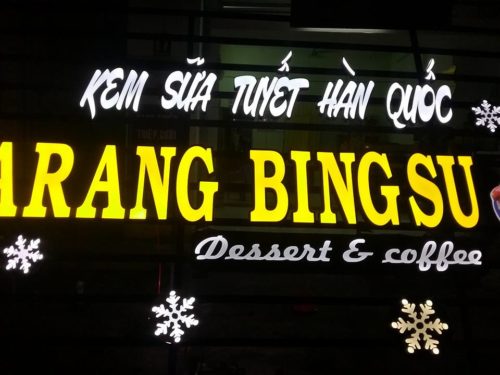 KEM SỮA TUYẾT HÀN QUỐC
ARANG BINGSU
Dessert & coffee